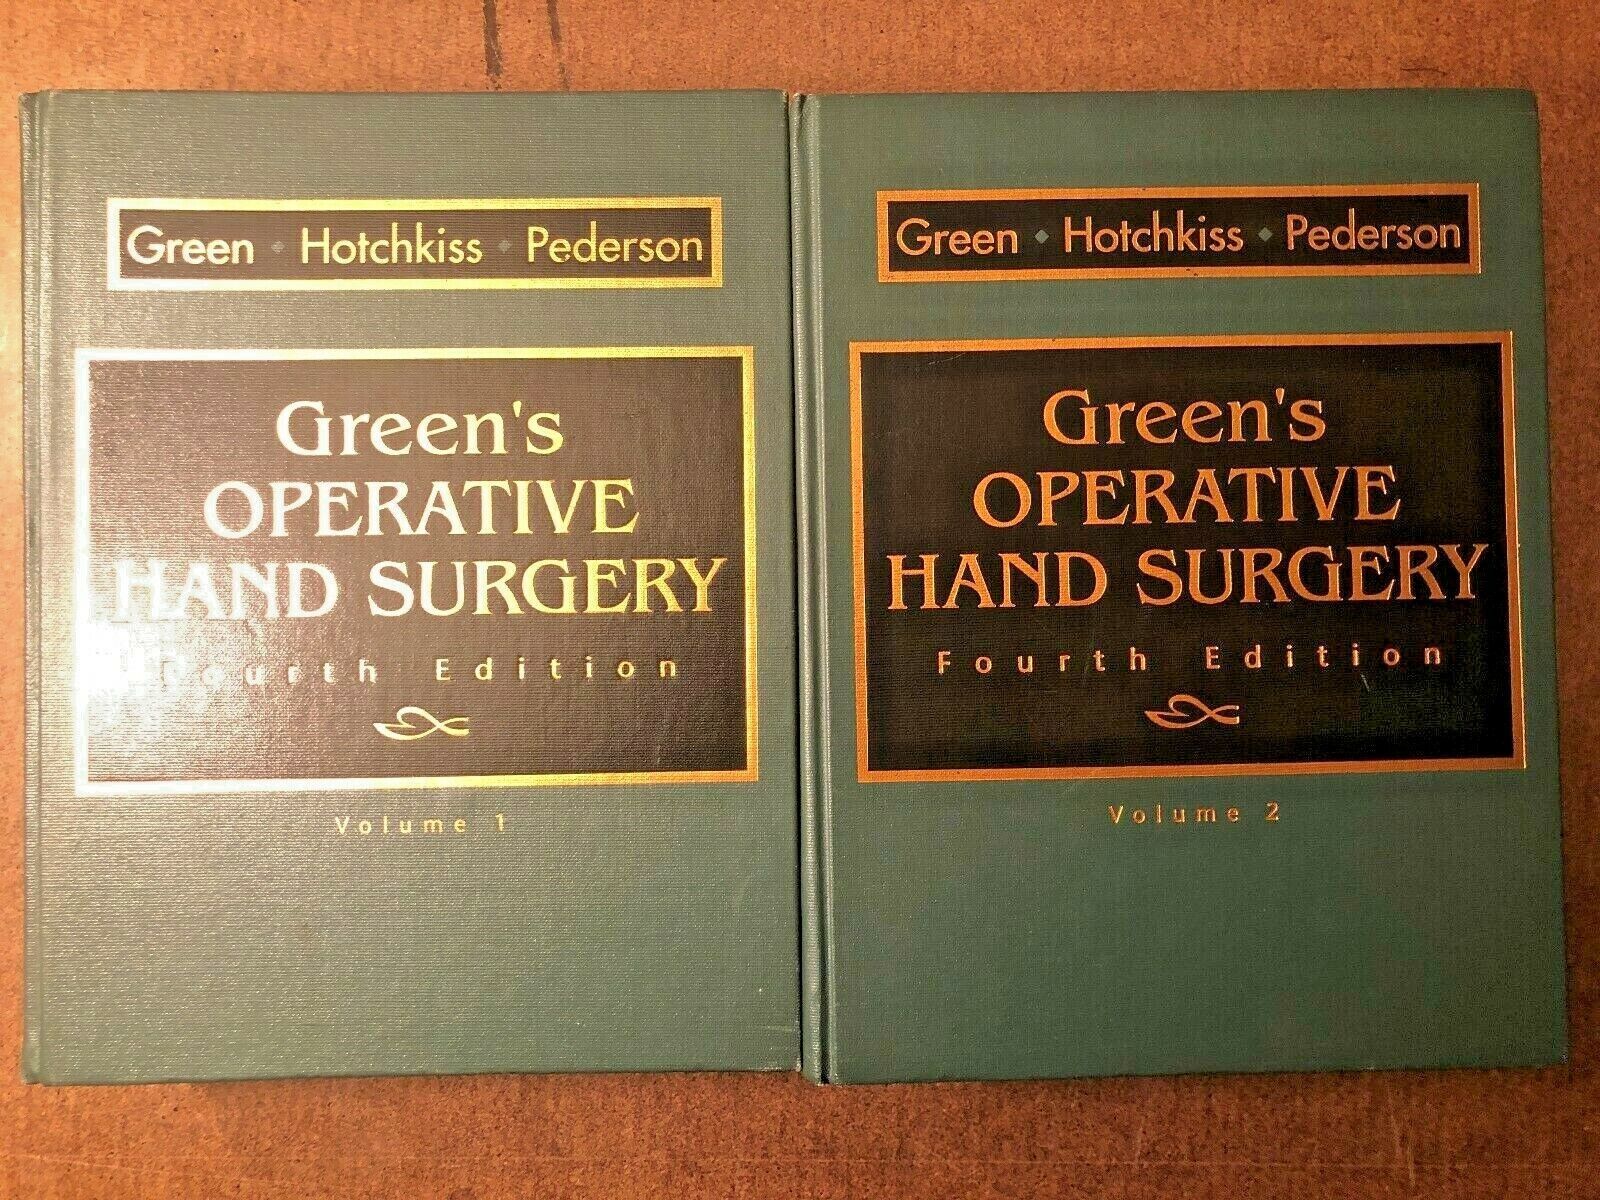 Green ◆ Hotchkiss ◆ Pederson
Green's
OPERATIVE
HAND SURGERY
Fourth Edition
Volume 1
Green ◆ Hotchkiss ◆ Pederson
Green's
OPERATIVE
HAND SURGERY
Fourth Edition
Volume 2